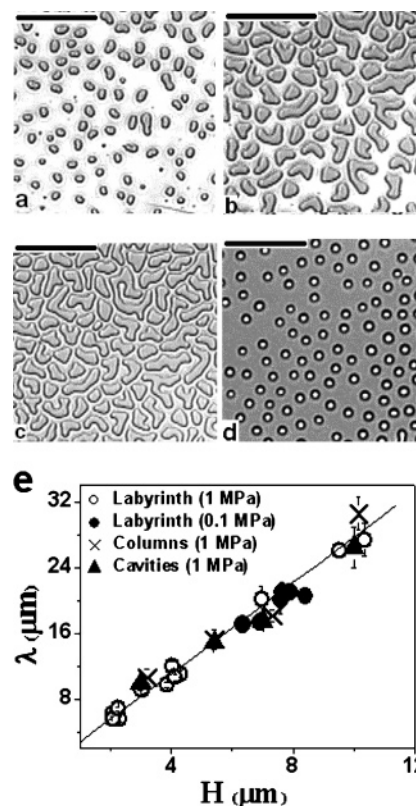 a
b
c
d
e
Labyrinth (1 MPa)
Labyrinth (0.1 MPa)
Columns (1 MPa)
Cavities (1 MPa)
32
24
16
8
λ (μm)
4
8
12
H (μm)